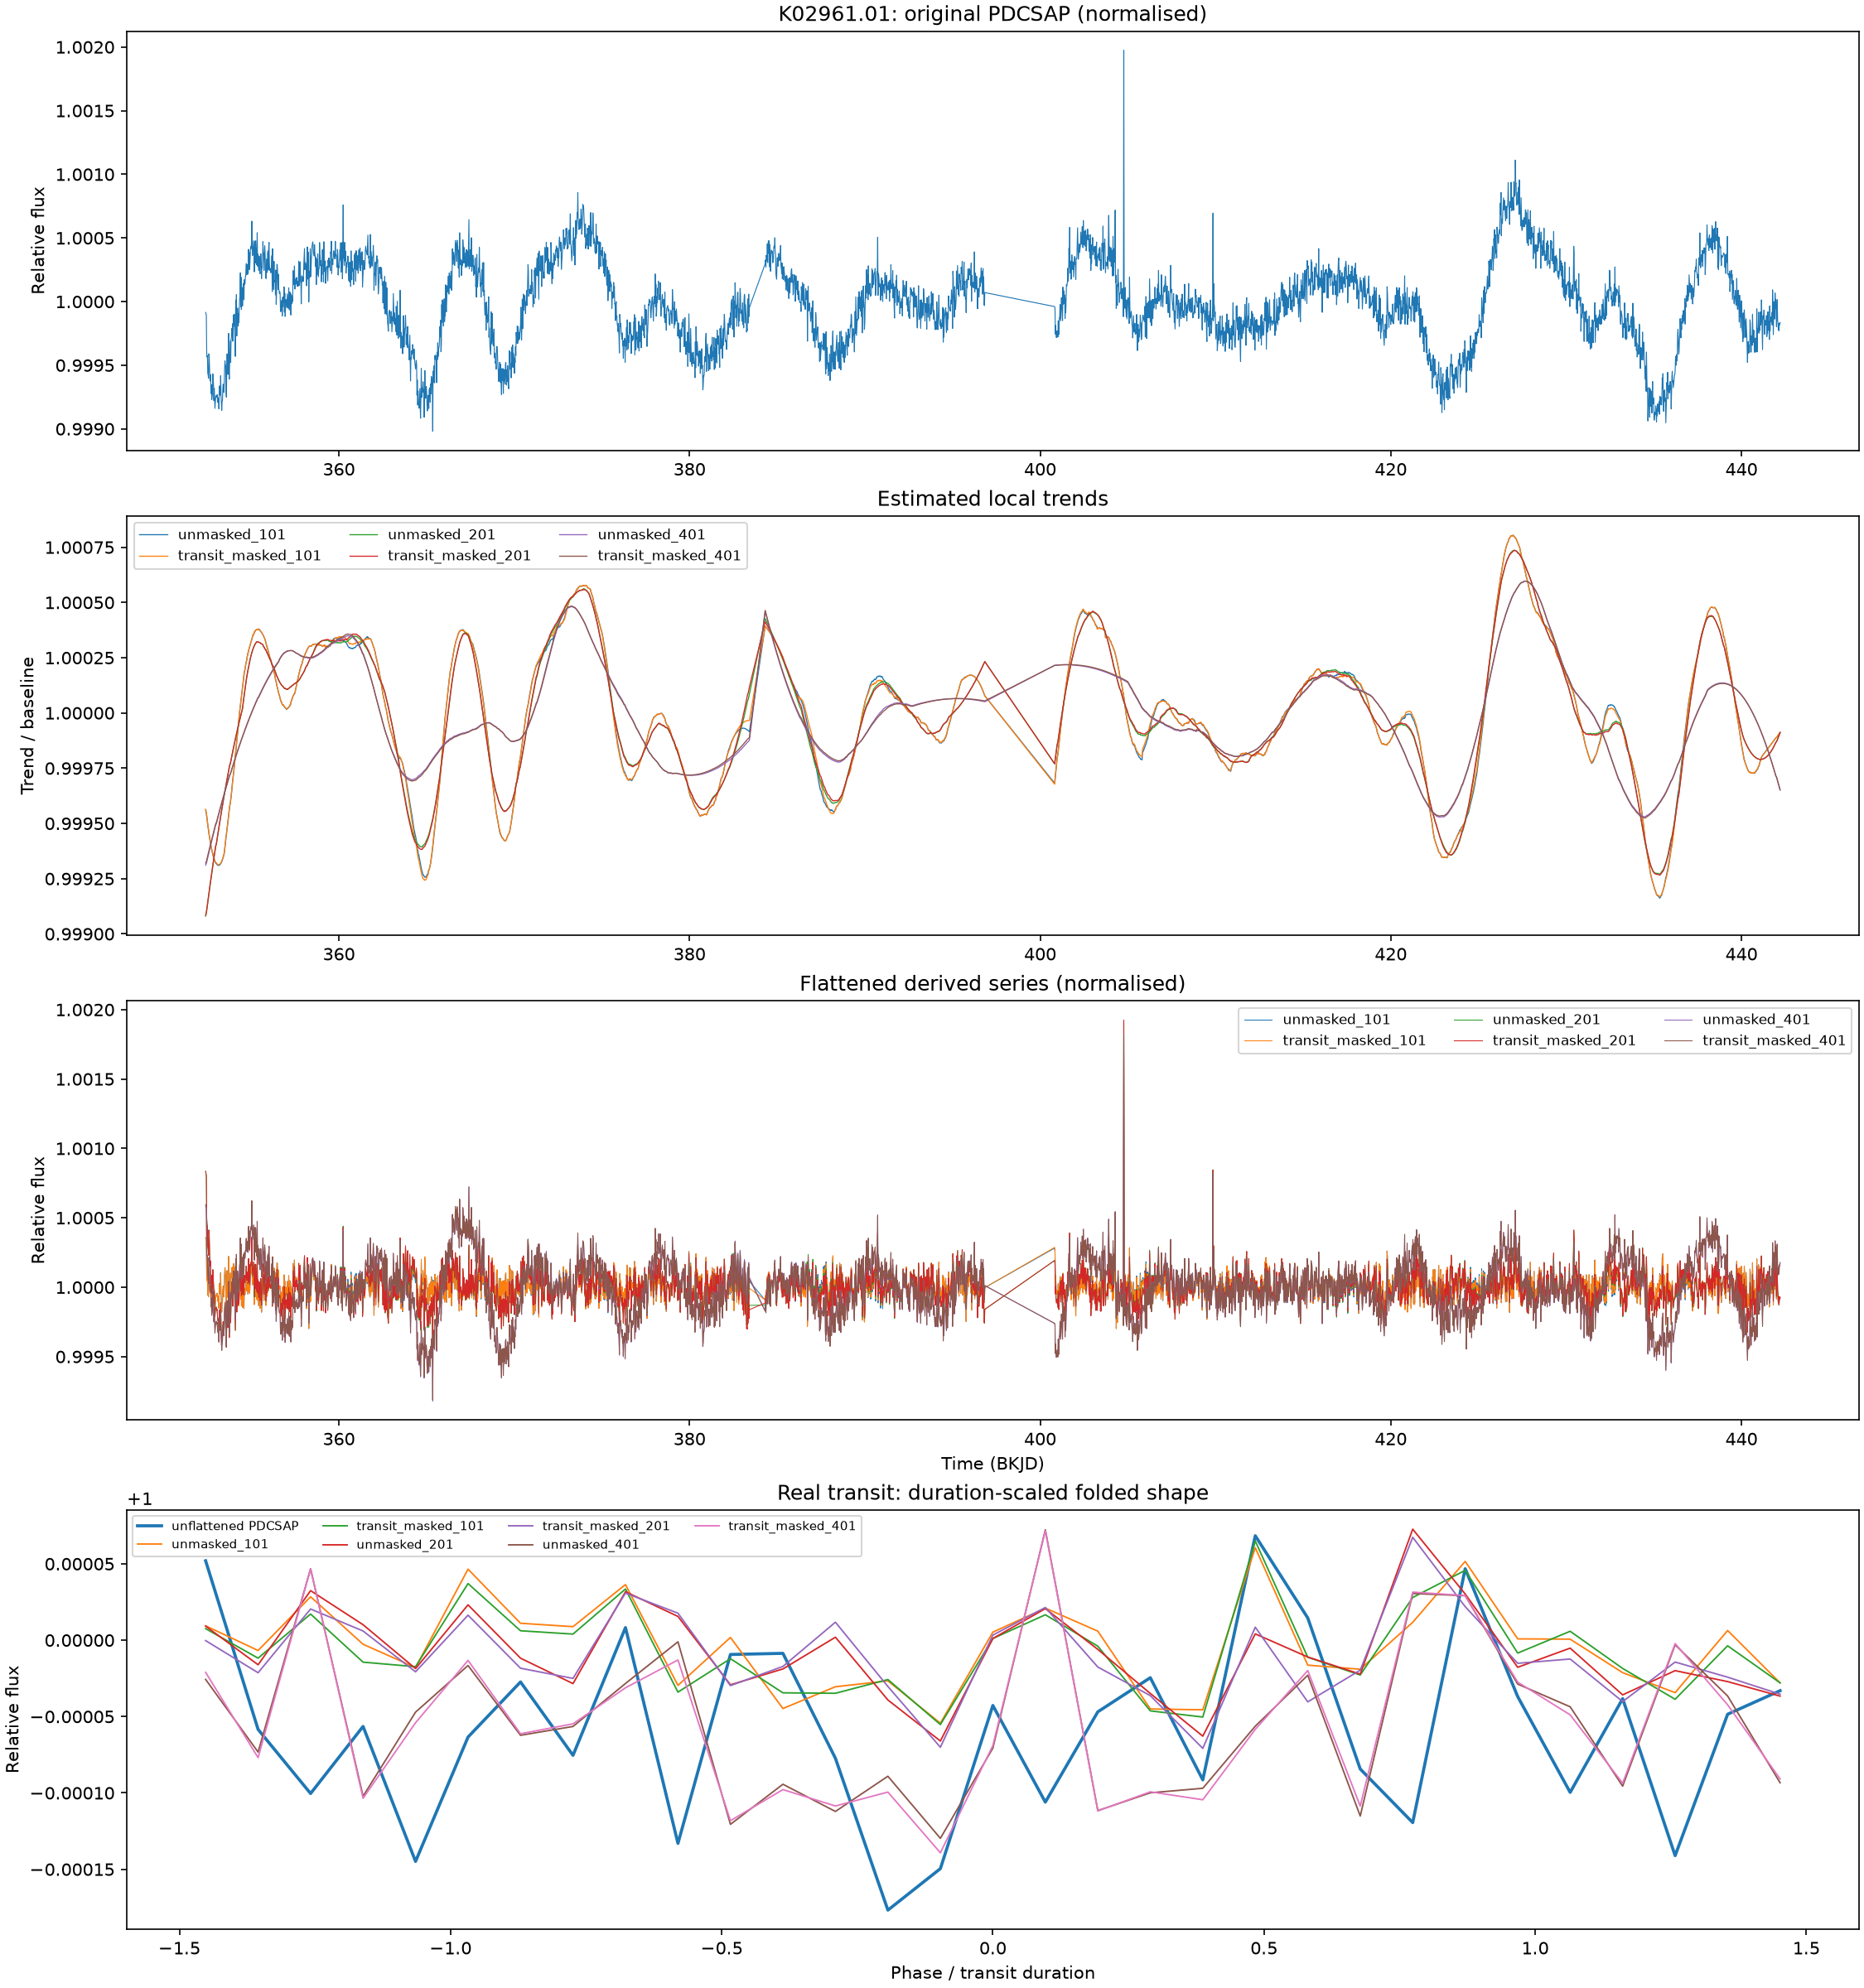 K02961.01: original PDCSAP (normalised)
1.0020
1.0015
1.0010
1.0005
1.0000
0.9995
0.9990
Relative flux
360 380 400 420 440
Estimated local trends
unmasked_101 unmasked_201 unmasked_401
transit_masked_101 transit_masked_201 transit_masked_401
1.00075
1.00050
1.00025
1.00000
0.99975
0.99950
0.99925
0.99900
Trend / baseline
360 380 400 420 440
Flattened derived series (normalised)
unmasked_101 unmasked_201 unmasked_401
transit_masked_101 transit_masked_201 transit_masked_401
1.0020
1.0015
1.0010
1.0005
1.0000
0.9995
Relative flux
360 380 400 420 440
Time (BKJD)
Real transit: duration-scaled folded shape
+1
unflattened PDCSAP transit_masked_101 transit_masked_201 transit_masked_401
unmasked_101 unmasked_201 unmasked_401
0.00005
0.00000
−0.00005
−0.00010
−0.00015
Relative flux
−1.5 −1.0 −0.5 0.0 0.5 1.0 1.5
Phase / transit duration